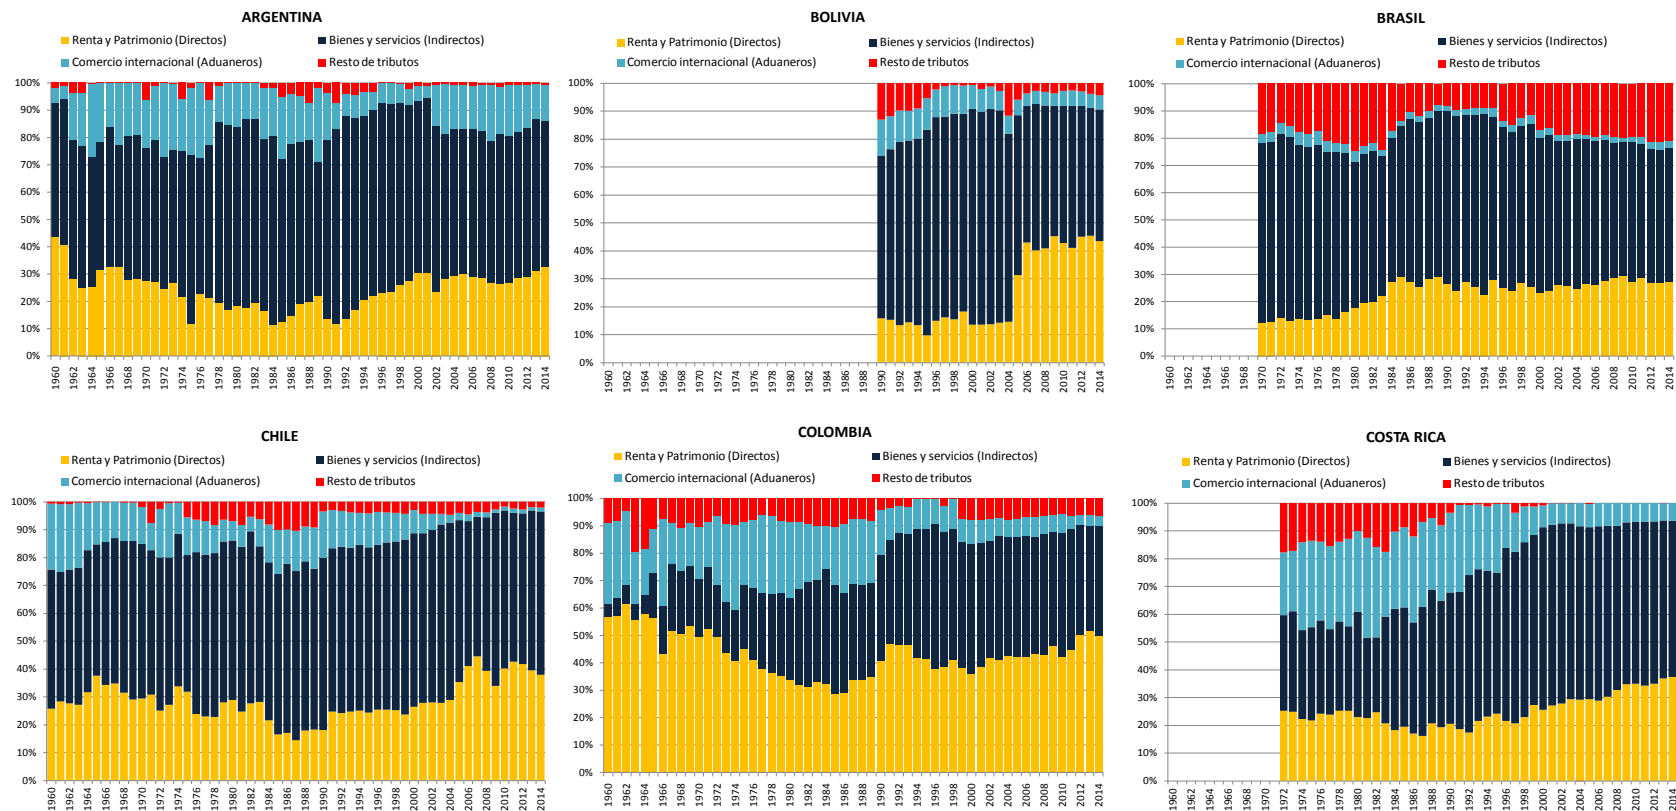 ARGENTINA
Renta y Patrimonio (Directos) Bienes y servicios (Indirectos)
Comercio internacional (Aduaneros) Resto de tributos
100%
90%
80%
70%
60%
50%
40%
30%
20%
10%
0%
1960 1962 1964 1966 1968 1970 1972 1974 1976 1978 1980 1982 1984 1986 1988 1990 1992 1994 1996 1998 2000 2002 2004 2006 2008 2010 2012 2014
BOLIVIA
Renta y Patrimonio (Directos) Bienes y servicios (Indirectos)
Comercio internacional (Aduaneros) Resto de tributos
100%
90%
80%
70%
60%
50%
40%
30%
20%
10%
0%
1960 1962 1964 1966 1968 1970 1972 1974 1976 1978 1980 1982 1984 1986 1988 1990 1992 1994 1996 1998 2000 2002 2004 2006 2008 2010 2012 2014
BRASIL
Renta y Patrimonio (Directos) Bienes y servicios (Indirectos)
Comercio internacional (Aduaneros) Resto de tributos
100%
90%
80%
70%
60%
50%
40%
30%
20%
10%
0%
1960 1962 1964 1966 1968 1970 1972 1974 1976 1978 1980 1982 1984 1986 1988 1990 1992 1994 1996 1998 2000 2002 2004 2006 2008 2010 2012 2014
CHILE
Renta y Patrimonio (Directos) Bienes y servicios (Indirectos)
Comercio internacional (Aduaneros) Resto de tributos
100%
90%
80%
70%
60%
50%
40%
30%
20%
10%
0%
1960 1962 1964 1966 1968 1970 1972 1974 1976 1978 1980 1982 1984 1986 1988 1990 1992 1994 1996 1998 2000 2002 2004 2006 2008 2010 2012 2014
COLOMBIA
Renta y Patrimonio (Directos) Bienes y servicios (Indirectos)
Comercio internacional (Aduaneros) Resto de tributos
100%
90%
80%
70%
60%
50%
40%
30%
20%
10%
0%
1960 1962 1964 1966 1968 1970 1972 1974 1976 1978 1980 1982 1984 1986 1988 1990 1992 1994 1996 1998 2000 2002 2004 2006 2008 2010 2012 2014
COSTA RICA
Renta y Patrimonio (Directos) Bienes y servicios (Indirectos)
Comercio internacional (Aduaneros) Resto de tributos
100%
90%
80%
70%
60%
50%
40%
30%
20%
10%
0%
1960 1962 1964 1966 1968 1970 1972 1974 1976 1978 1980 1982 1984 1986 1988 1990 1992 1994 1996 1998 2000 2002 2004 2006 2008 2010 2012 2014